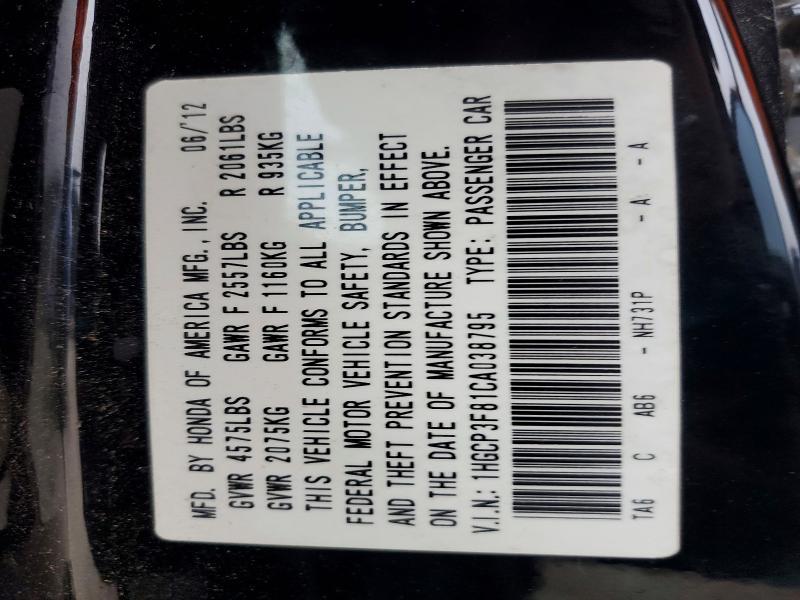 MFD. BY HONDA OF AMERICA MFG., INC. 06/12
GVWR 4575LBS GAWR F 2557LBS R 2061LBS
GVWR 2075KG GAWR F 1160KG R 935KG
THIS VEHICLE CONFORMS TO ALL APPLICABLE
FEDERAL MOTOR VEHICLE SAFETY, BUMPER,
AND THEFT PREVENTION STANDARDS IN EFFECT
ON THE DATE OF MANUFACTURE SHOWN ABOVE.
V.I.N.: 1HGCP3F81CA038795 TYPE: PASSENGER CAR
TA6 C AB6 - NH731P - A - A